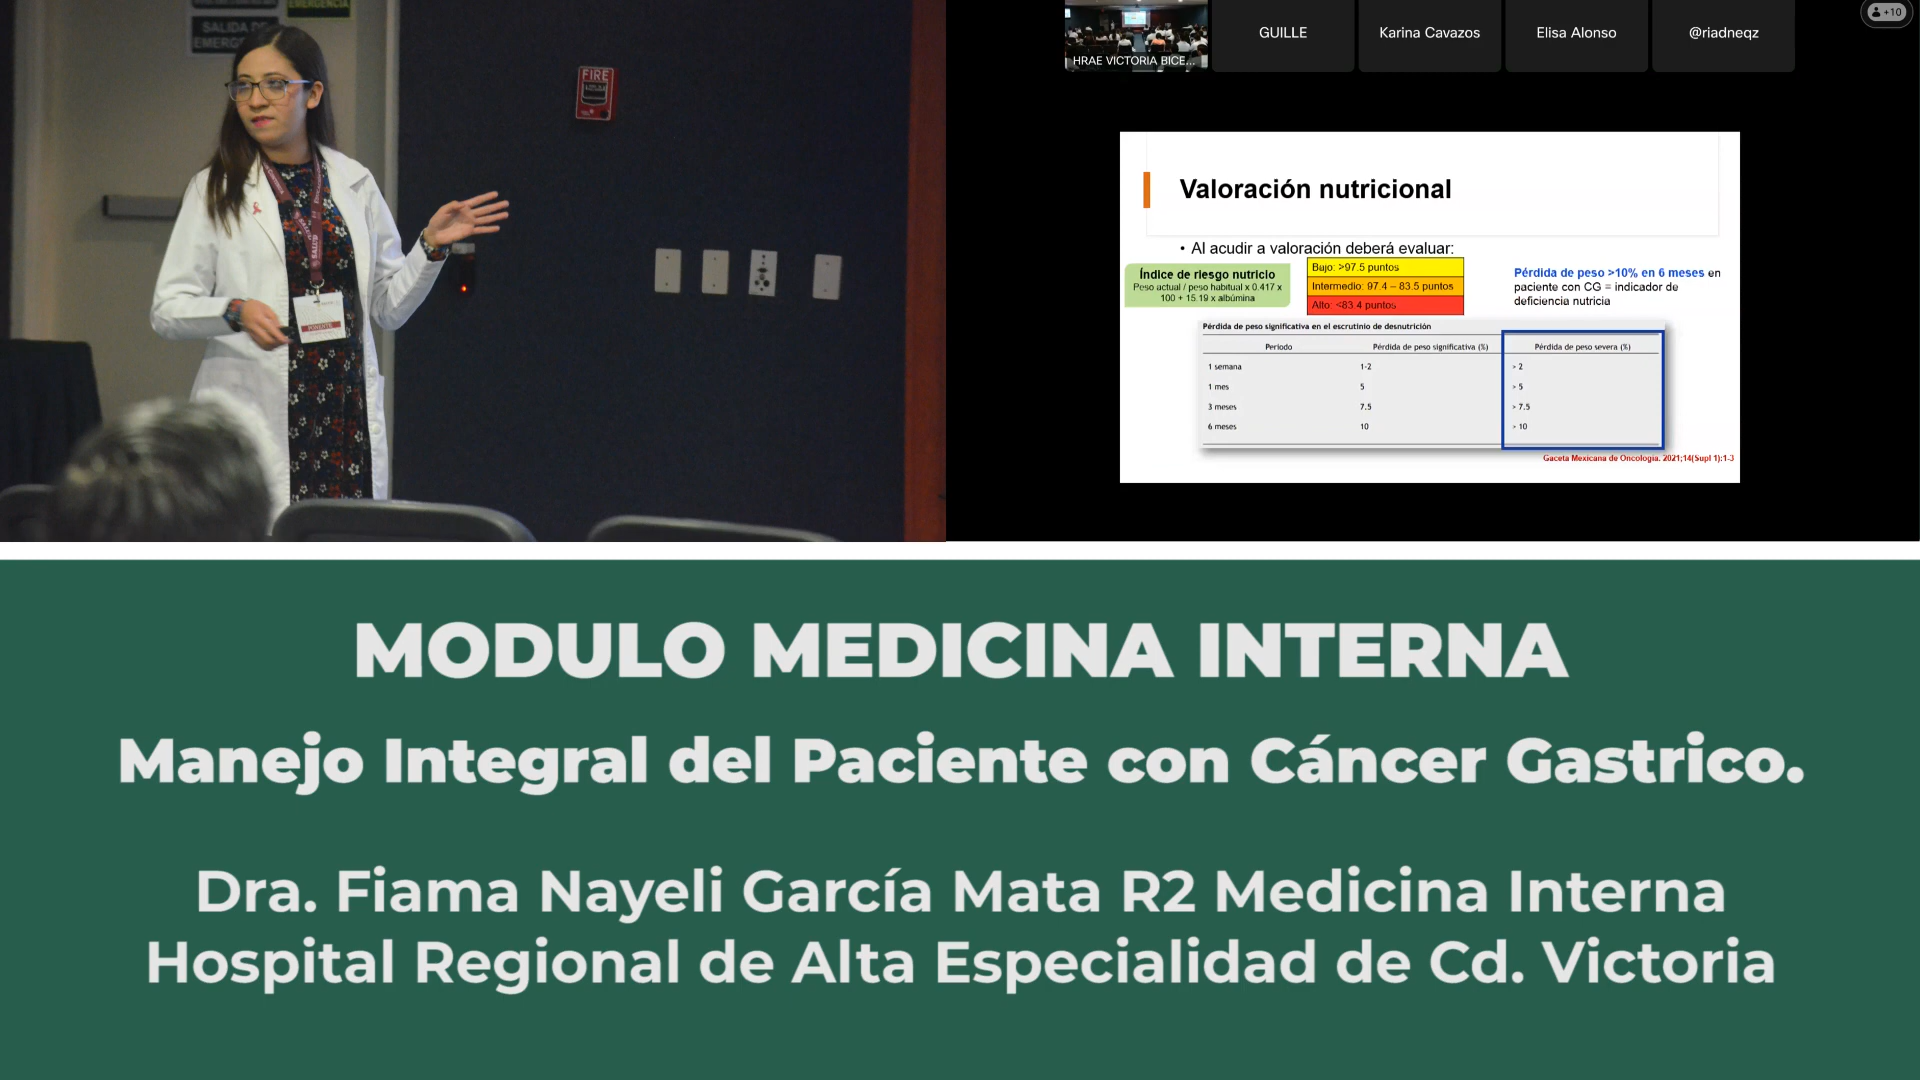 SALIDA DE
EMERG
EMERGENCIA
FIRE
SALUD
PONENTE
HRAE VICTORIA BICE...
GUILLE
Karina Cavazos
Elisa Alonso
@riadneqz
+10
Valoración nutricional
• Al acudir a valoración deberá evaluar:
Índice de riesgo nutricio
Peso actual / peso habitual x 0.417 x
100 + 15.19 x albúmina
Bajo: >97.5 puntos
Intermedio: 97.4 – 83.5 puntos
Alto: <83.4 puntos
Pérdida de peso >10% en 6 meses en
paciente con CG = indicador de
deficiencia nutricia
Pérdida de peso significativa en el escrutinio de desnutrición
Periodo Pérdida de peso significativa (%) Pérdida de peso severa (%)
1 semana 1-2 > 2
1 mes 5 > 5
3 meses 7.5 > 7.5
6 meses 10 > 10
Gaceta Mexicana de Oncología. 2021;14(Supl 1):1-3
MODULO MEDICINA INTERNA
Manejo Integral del Paciente con Cáncer Gastrico.
Dra. Fiama Nayeli García Mata R2 Medicina Interna
Hospital Regional de Alta Especialidad de Cd. Victoria